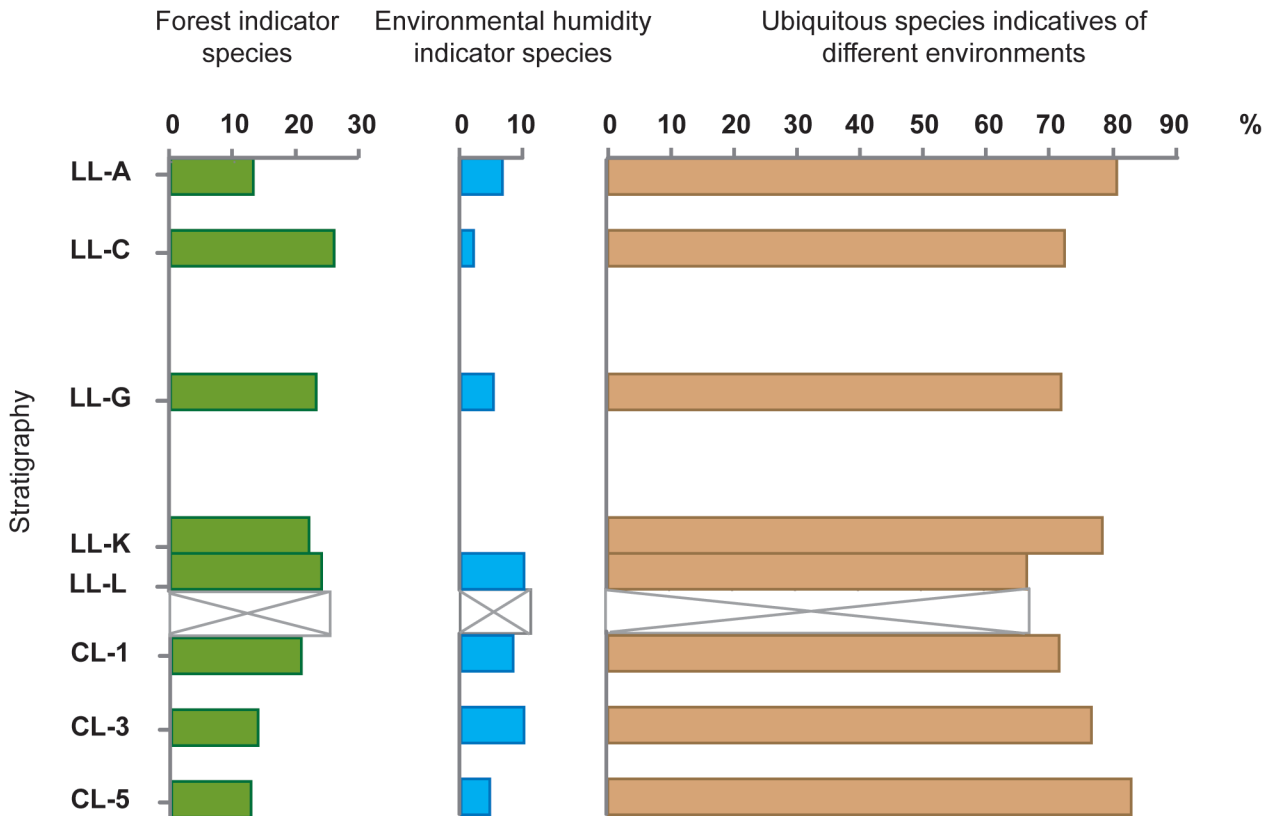 Forest indicator
species
Environmental humidity
indicator species
Ubiquitous species indicatives of
different environments
0 10 20 30
0 10
0 10 20 30 40 50 60 70 80 90 %
Stratigraphy
LL-A
LL-C
LL-G
LL-K
LL-L
CL-1
CL-3
CL-5